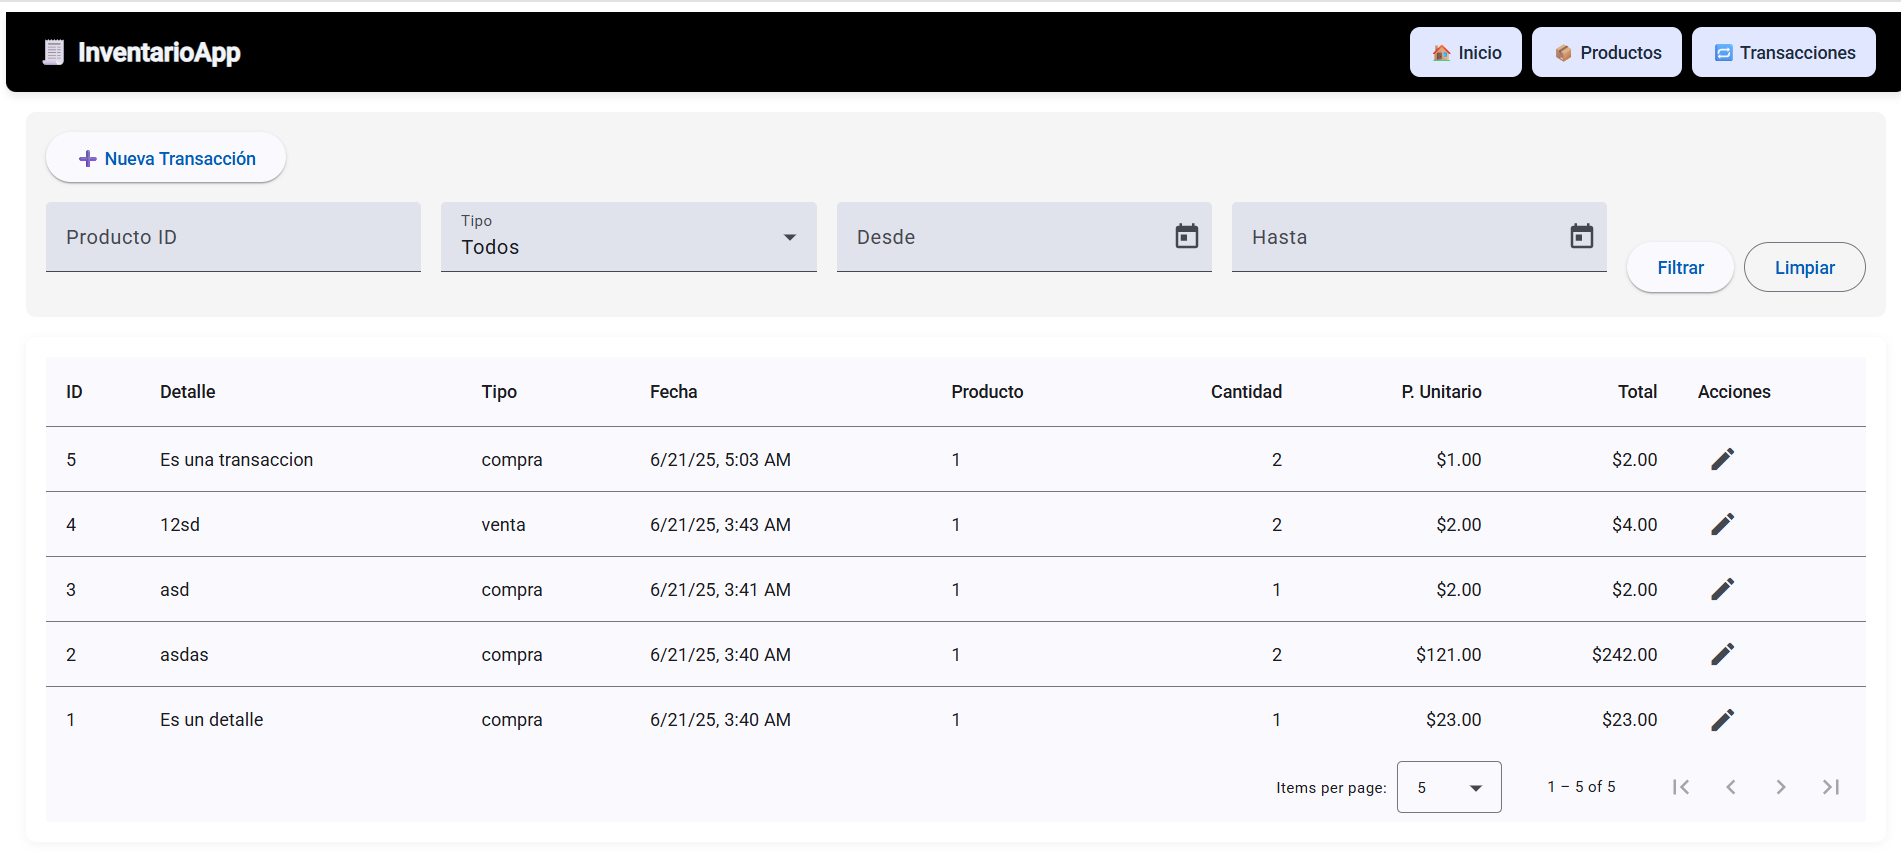 InventarioApp
Inicio
Productos
Transacciones
Nueva Transacción
Producto ID
Tipo
Todos
Desde
Hasta
Filtrar
Limpiar
ID Detalle Tipo Fecha Producto Cantidad P. Unitario Total Acciones
5 Es una transaccion compra 6/21/25, 5:03 AM 1 2 $1.00 $2.00
4 12sd venta 6/21/25, 3:43 AM 1 2 $2.00 $4.00
3 asd compra 6/21/25, 3:41 AM 1 1 $2.00 $2.00
2 asdas compra 6/21/25, 3:40 AM 1 2 $121.00 $242.00
1 Es un detalle compra 6/21/25, 3:40 AM 1 1 $23.00 $23.00
Items per page: 5 1 – 5 of 5